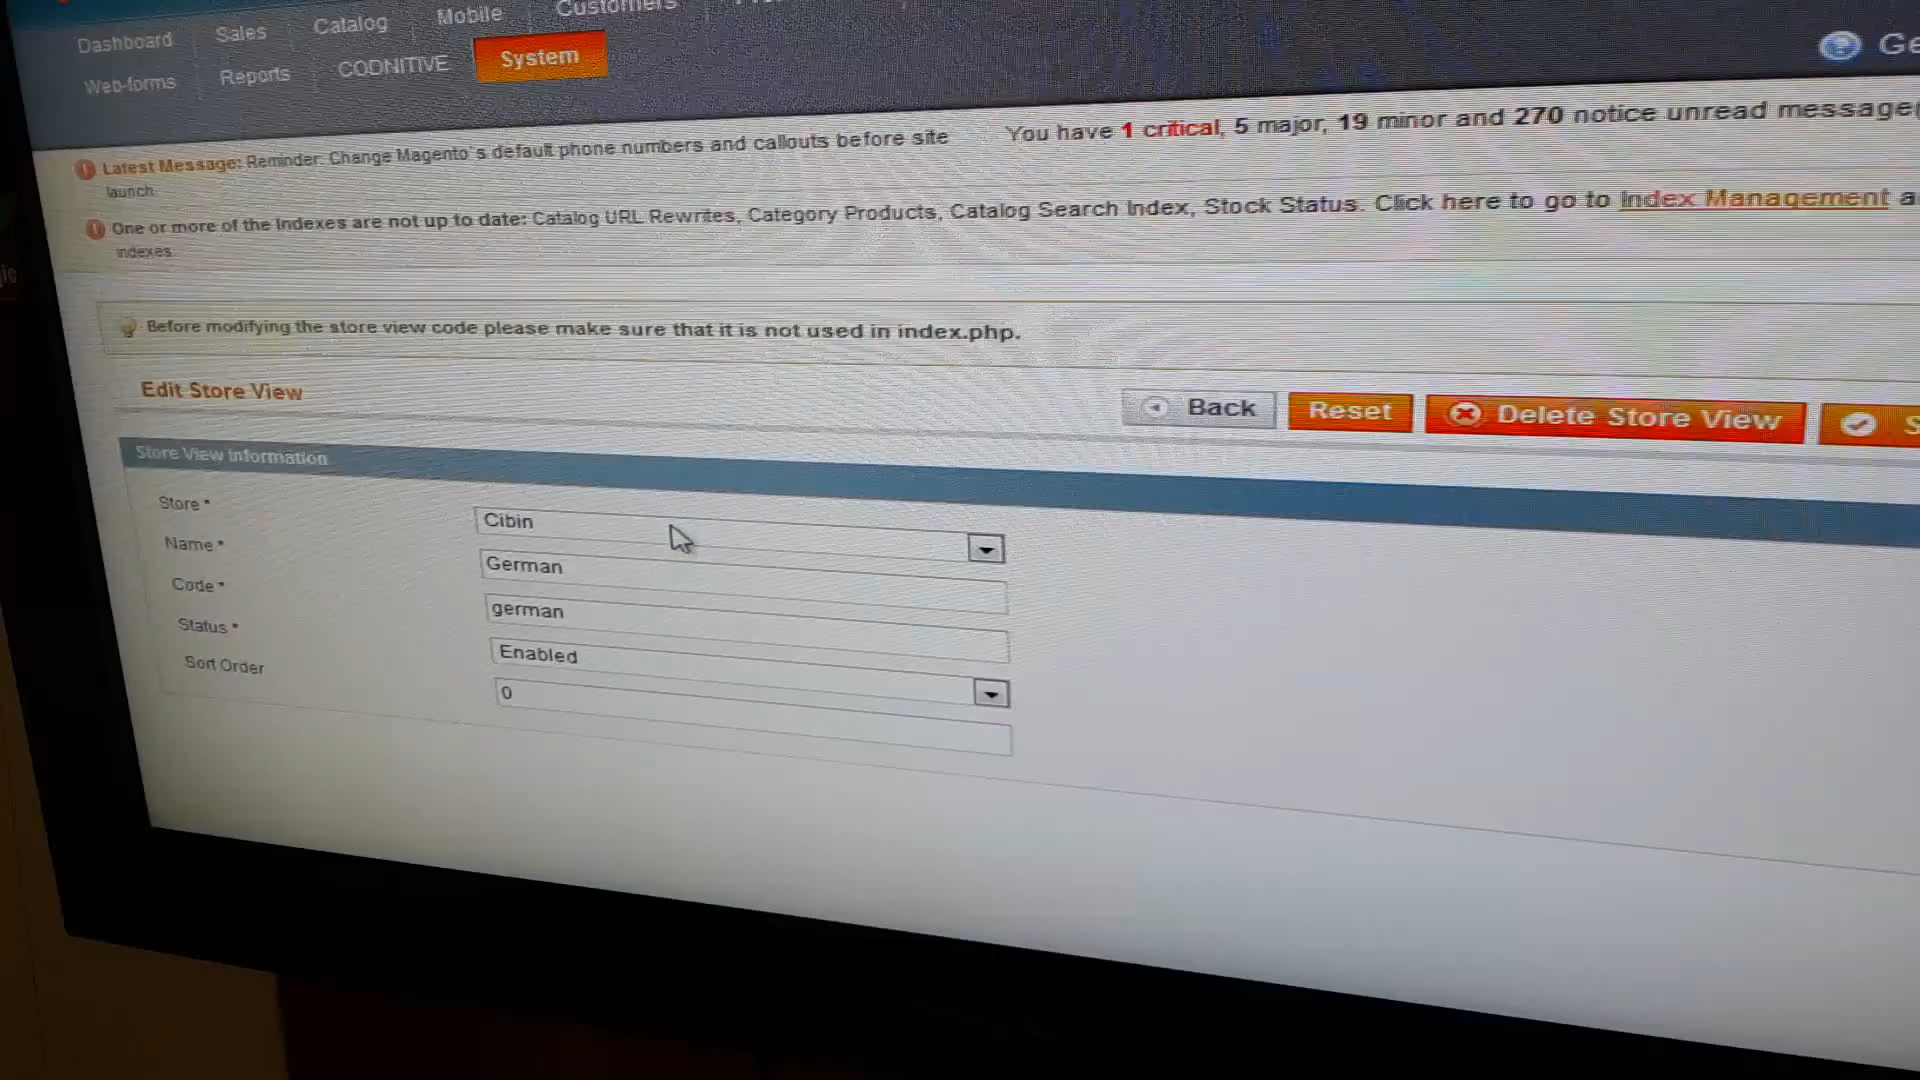 Dashboard Sales Catalog Mobile Customers
Web-forms Reports CODNITIVE System
Latest Message: Reminder: Change Magento`s default phone numbers and callouts before site
launch
You have 1 critical, 5 major, 19 minor and 270 notice unread message
One or more of the Indexes are not up to date: Catalog URL Rewrites, Category Products, Catalog Search Index, Stock Status. Click here to go to Index Management a
indexes
Before modifying the store view code please make sure that it is not used in index.php.
Edit Store View
Back Reset Delete Store View S
Store View Information
Store * Cibin
Name * German
Code * german
Status * Enabled
Sort Order 0